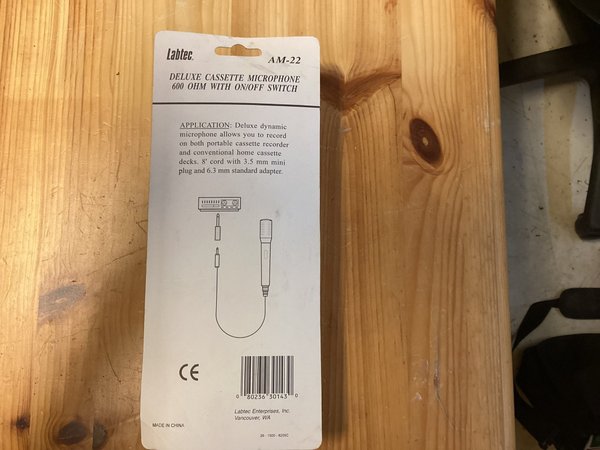 Labtec®
AM-22
DELUXE CASSETTE MICROPHONE
600 OHM WITH ON/OFF SWITCH
APPLICATION: Deluxe dynamic
microphone allows you to record
on both portable cassette recorder
and conventional home cassette
decks. 8' cord with 3.5 mm mini
plug and 6.3 mm standard adapter.
CE
0 80236 30143 0
Labtec Enterprises, Inc.
Vancouver, WA
MADE IN CHINA